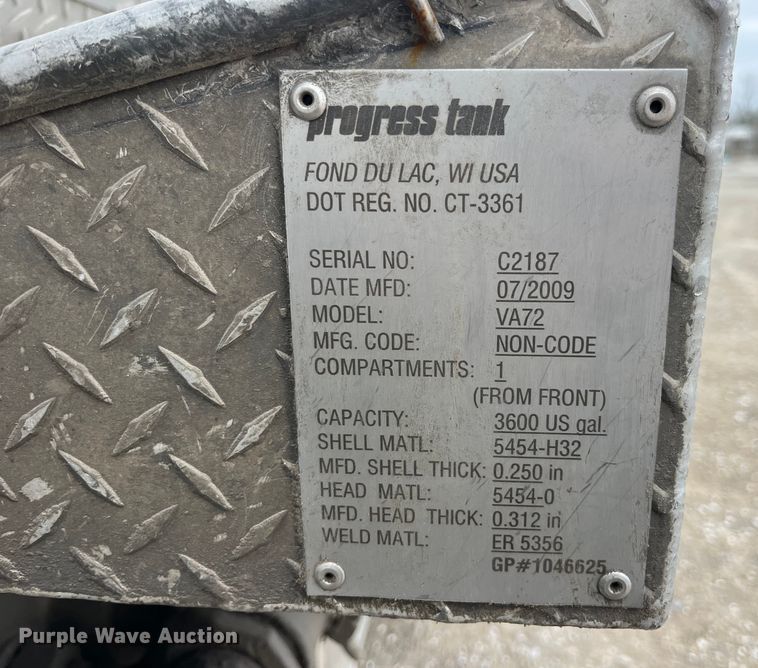 progress tank
FOND DU LAC, WI USA
DOT REG. NO. CT-3361
SERIAL NO: C2187
DATE MFD: 07/2009
MODEL: VA72
MFG. CODE: NON-CODE
COMPARTMENTS: 1
(FROM FRONT)
CAPACITY: 3600 US gal.
SHELL MATL: 5454-H32
MFD. SHELL THICK: 0.250 in
HEAD MATL: 5454-0
MFD. HEAD THICK: 0.312 in
WELD MATL: ER 5356
GP#1046625
Purple Wave Auction